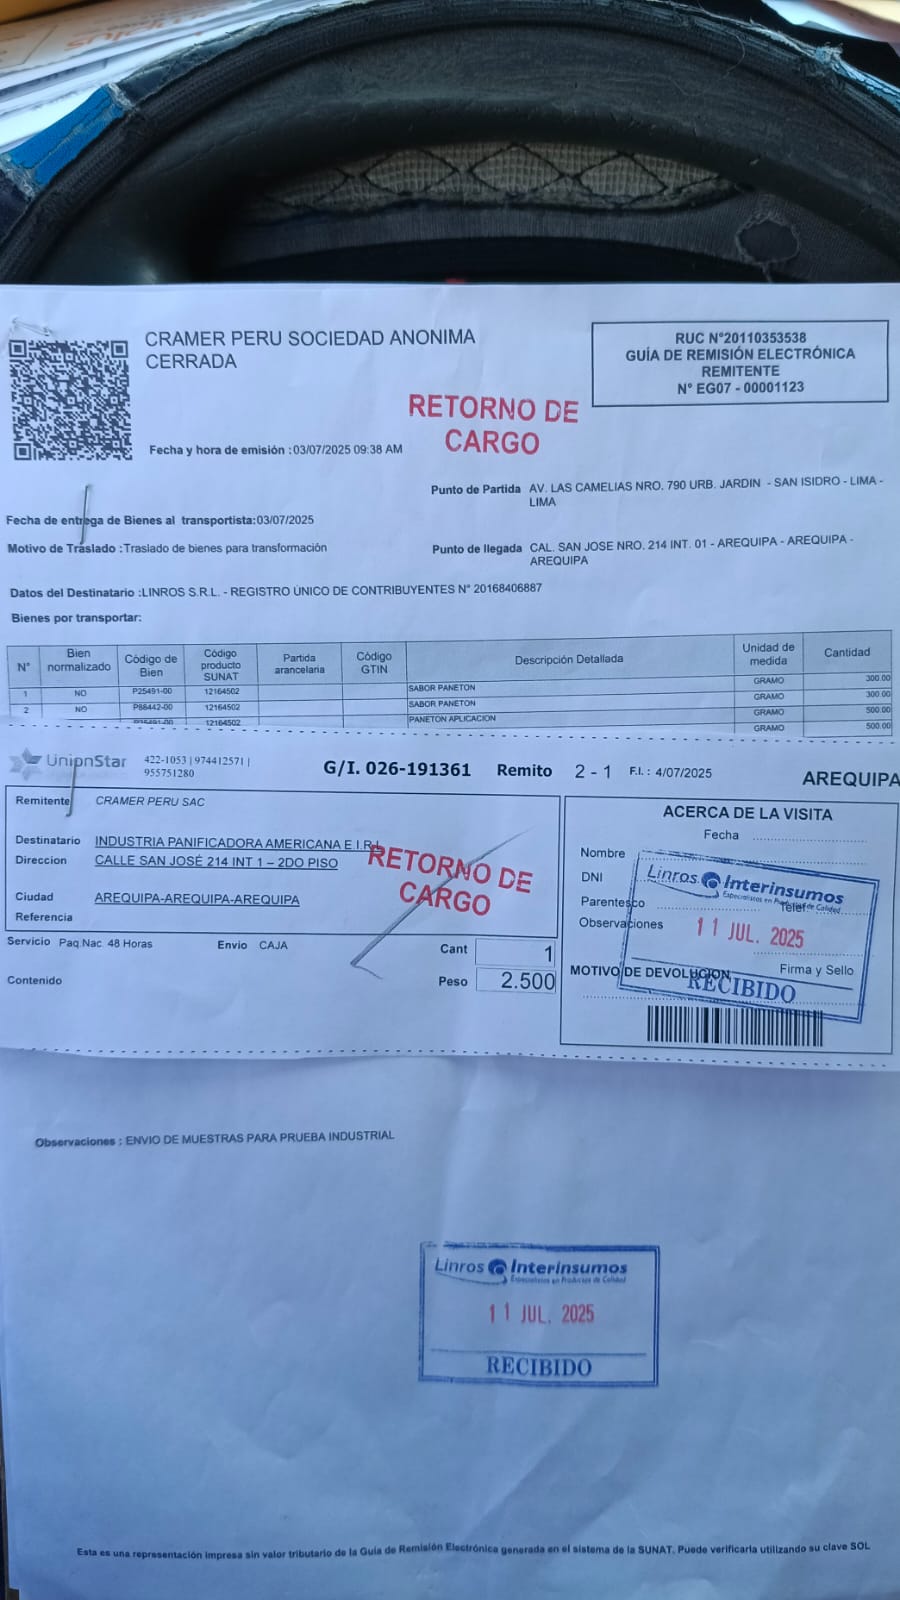 CRAMER PERU SOCIEDAD ANONIMA
CERRADA
RUC N°20110353538
GUÍA DE REMISIÓN ELECTRÓNICA
REMITENTE
N° EG07 - 00001123
RETORNO DE
CARGO
Fecha y hora de emisión :03/07/2025 09:38 AM
Punto de Partida AV. LAS CAMELIAS NRO. 790 URB. JARDIN - SAN ISIDRO - LIMA -
LIMA
Fecha de entrega de Bienes al transportista:03/07/2025
Motivo de Traslado :Traslado de bienes para transformación
Punto de llegada CAL. SAN JOSE NRO. 214 INT. 01 - AREQUIPA - AREQUIPA -
AREQUIPA
Datos del Destinatario :LINROS S.R.L. - REGISTRO ÚNICO DE CONTRIBUYENTES N° 20168406887
Bienes por transportar:
N° Bien normalizado Código de Bien Código producto SUNAT Partida arancelaria Código GTIN Descripción Detallada Unidad de medida Cantidad
1 NO P25491-00 12164502 SABOR PANETON GRAMO 300.00
2 NO P88442-00 12164502 SABOR PANETON GRAMO 300.00
12164502 PANETON APLICACION GRAMO 500.00
GRAMO 500.00
UnionStar 422-1053 | 974412571 |
955751280
G/I. 026-191361 Remito 2 - 1 F.I. : 4/07/2025 AREQUIPA
Remitente CRAMER PERU SAC
Destinatario INDUSTRIA PANIFICADORA AMERICANA E.I.R.
Direccion CALLE SAN JOSÉ 214 INT 1 – 2DO PISO
Ciudad AREQUIPA-AREQUIPA-AREQUIPA
Referencia
RETORNO DE
CARGO
Servicio Paq.Nac 48 Horas Envio CAJA
Cant 1
Contenido
Peso 2.500
ACERCA DE LA VISITA
Fecha
Nombre
DNI
Parentesco
Telef
Observaciones
Firma y Sello
MOTIVO DE DEVOLUCION
Linros Interinsumos
Especialistas en Productos de Calidad
11 JUL. 2025
RECIBIDO
Observaciones : ENVIO DE MUESTRAS PARA PRUEBA INDUSTRIAL
Linros Interinsumos
Especialistas en Productos de Calidad
11 JUL. 2025
RECIBIDO
Esta es una representación impresa sin valor tributario de la Guía de Remisión Electrónica generada en el sistema de la SUNAT. Puede verificarla utilizando su clave SOL